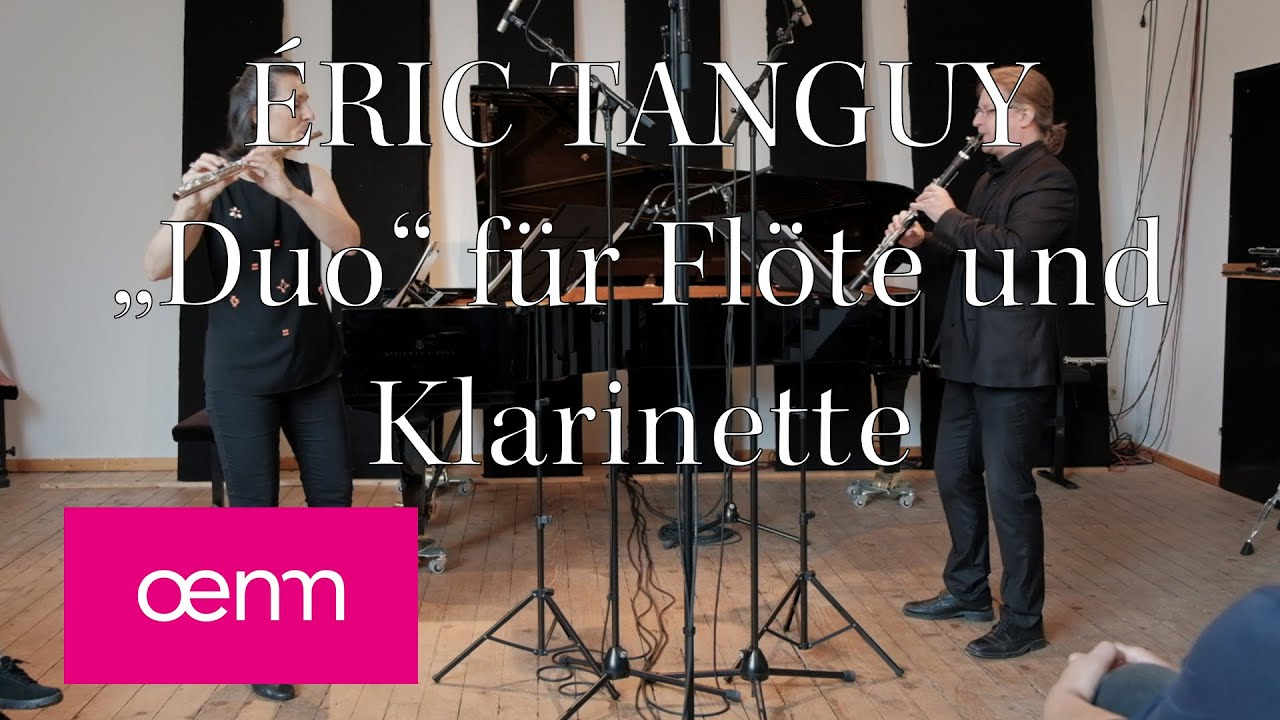 ÉRIC TANGUY
„Duo“ für Flöte und
Klarinette
œnm